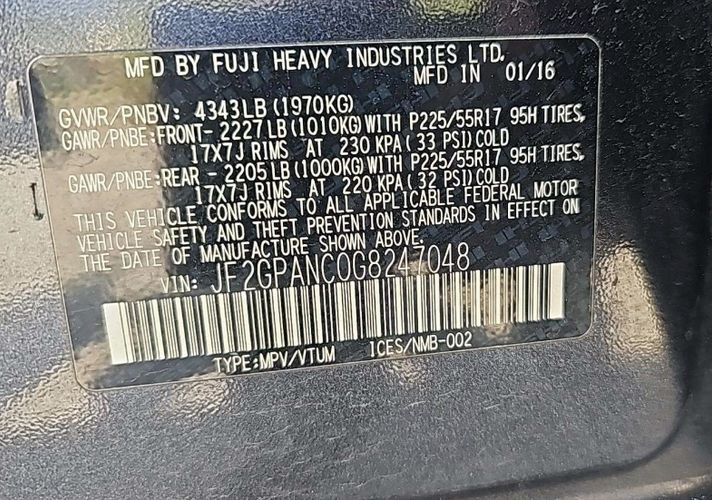 MFD BY FUJI HEAVY INDUSTRIES LTD.
MFD IN 01/16
GVWR/PNBV: 4343LB (1970KG)
GAWR/PNBE:FRONT- 2227LB (1010KG) WITH P225/55R17 95H TIRES,
17X7J RIMS AT 230 KPA (33 PSI) COLD
GAWR/PNBE:REAR - 2205LB (1000KG) WITH P225/55R17 95H TIRES,
17X7J RIMS AT 220 KPA (32 PSI) COLD
THIS VEHICLE CONFORMS TO ALL APPLICABLE FEDERAL MOTOR
VEHICLE SAFETY AND THEFT PREVENTION STANDARDS IN EFFECT ON
THE DATE OF MANUFACTURE SHOWN ABOVE.
VIN: JF2GPANC0G8247048
TYPE:MPV/VTUM ICES/NMB-002